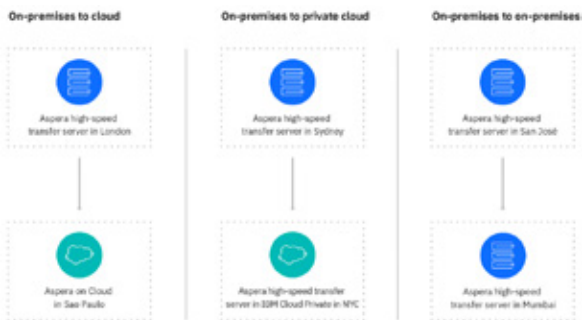 On-premises to cloud
On-premises to private cloud
On-premises to on-premises
Aspera high-speed
transfer server in London
Aspera high-speed
transfer server in Sydney
Aspera high-speed
transfer server in San José
Aspera on Cloud
in Sao Paulo
Aspera high-speed transfer
server in IBM Cloud Private in NYC
Aspera high-speed
transfer server in Mumbai